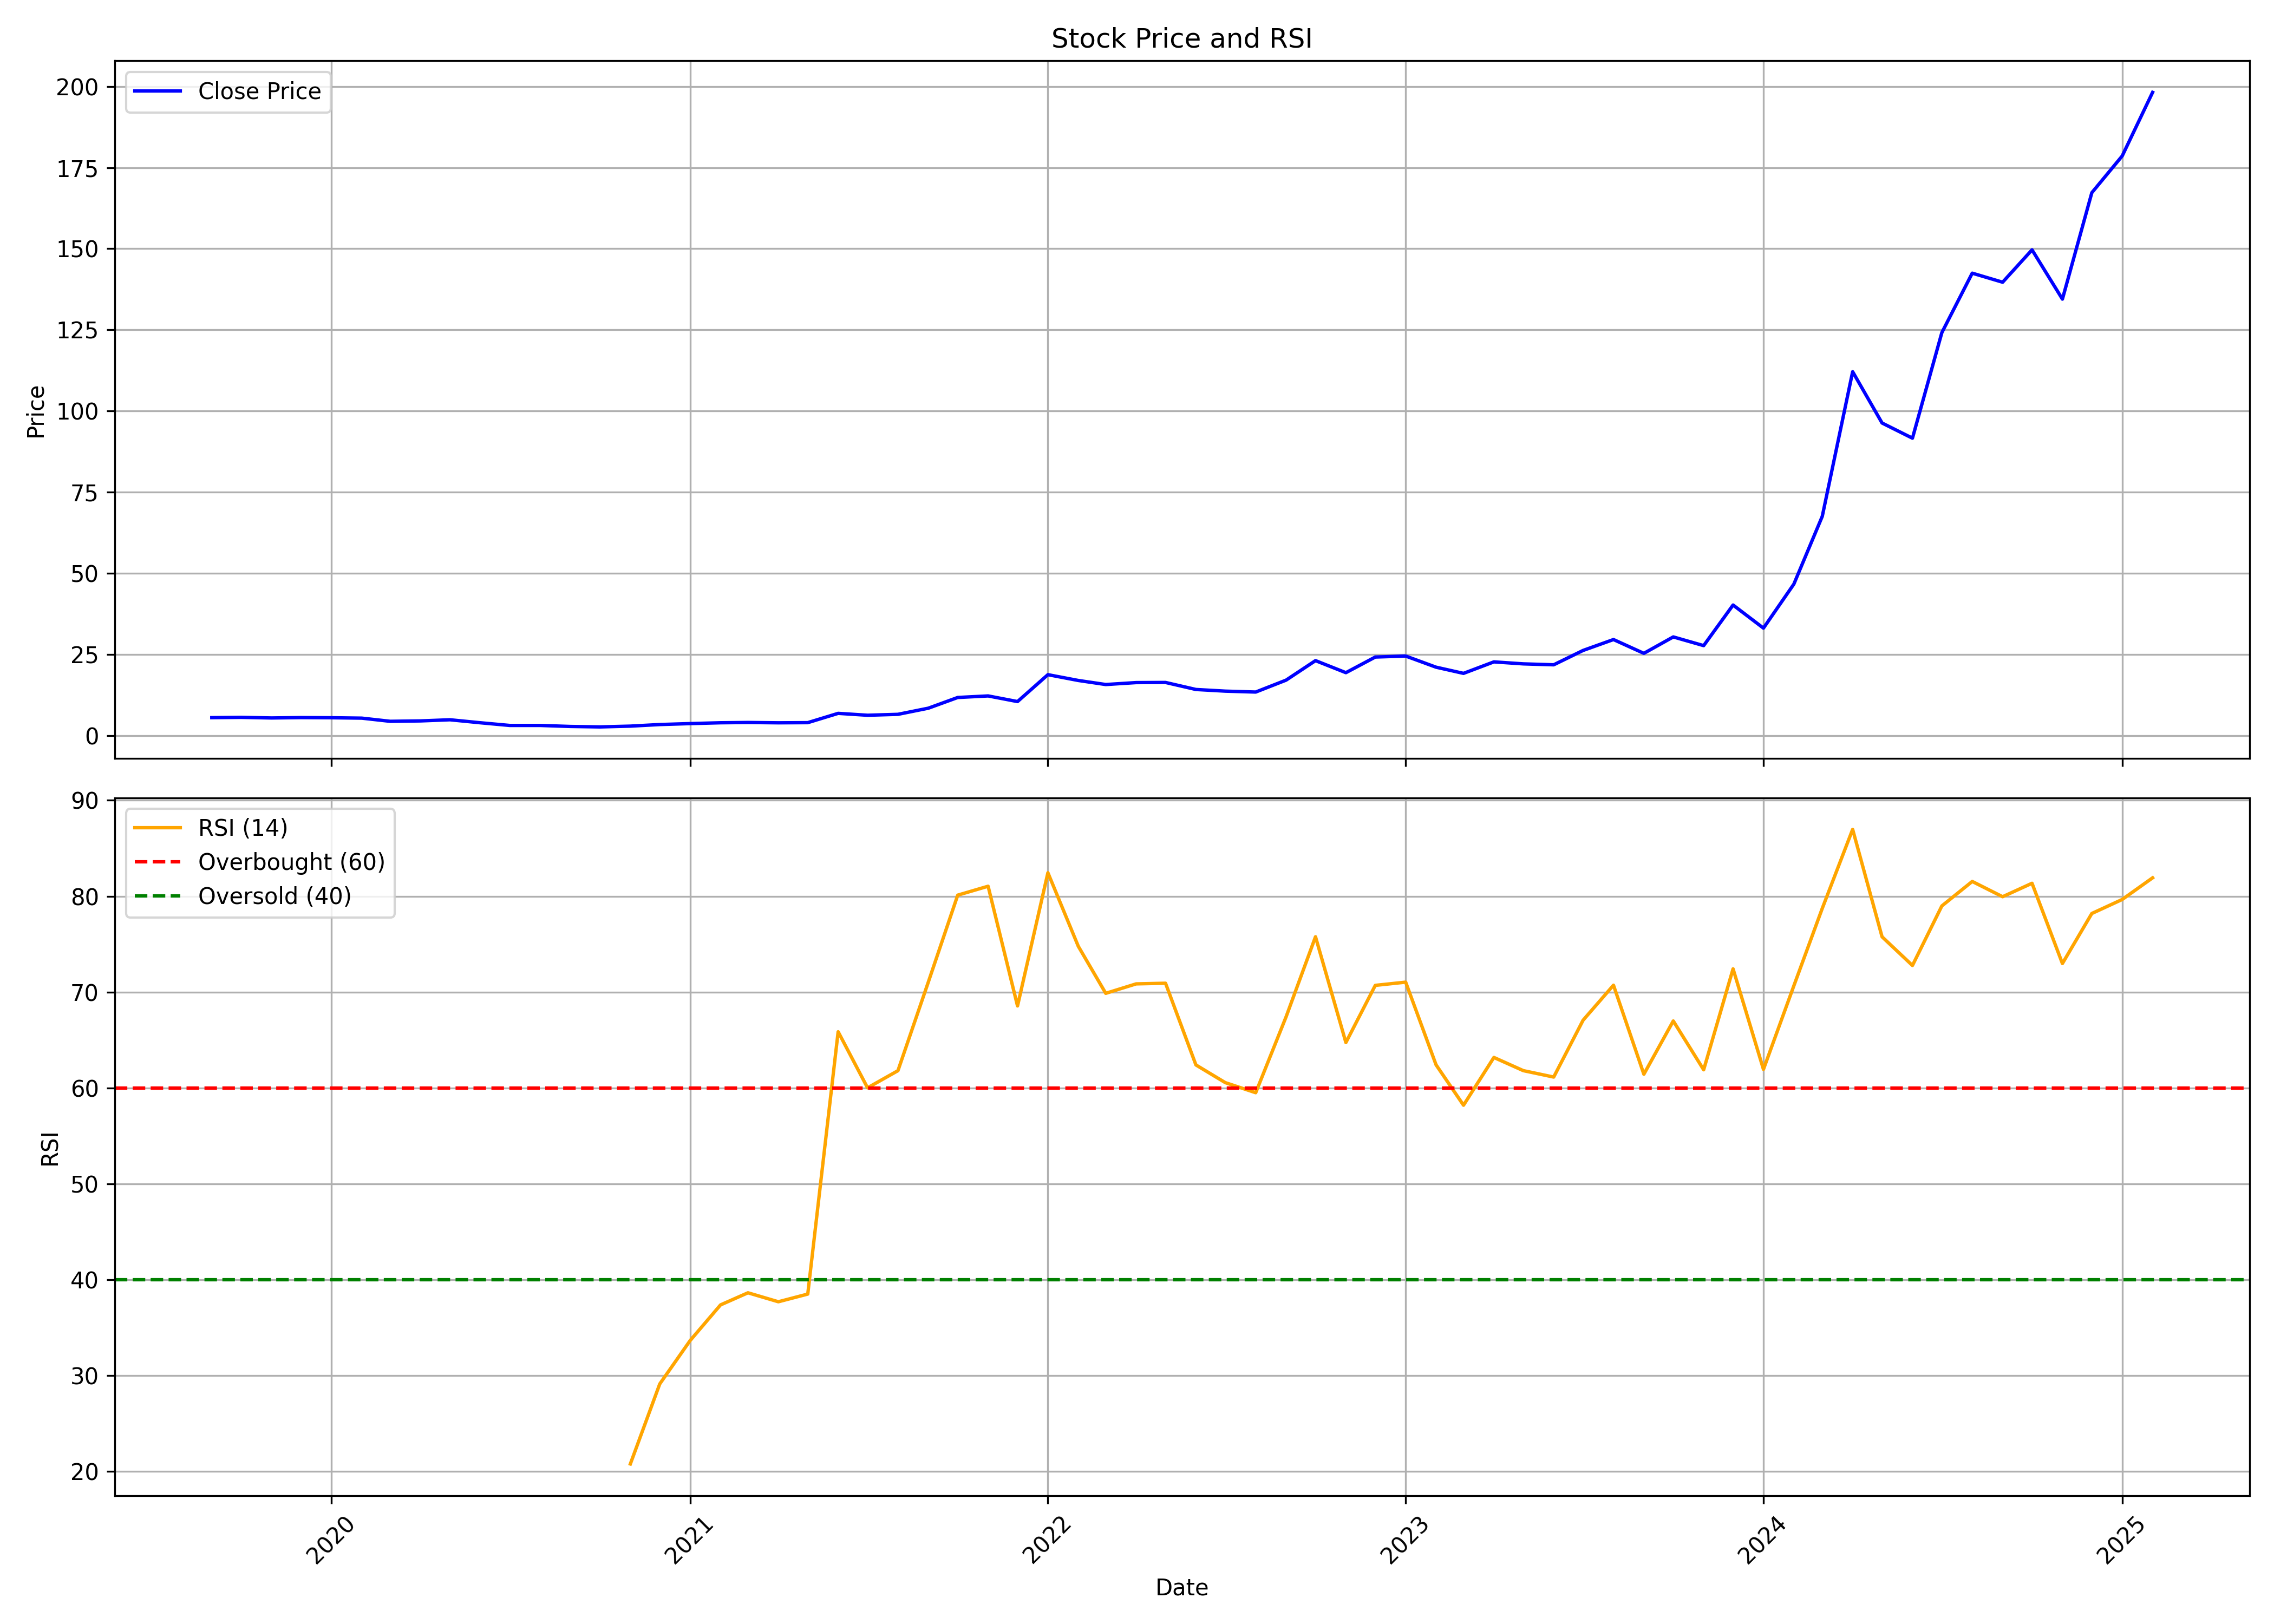 Stock Price and RSI
Close Price
200
175
150
125
100
75
50
25
0
Price
RSI (14)
Overbought (60)
Oversold (40)
90
80
70
60
50
40
30
20
RSI
2020
2021
2022
2023
2024
2025
Date